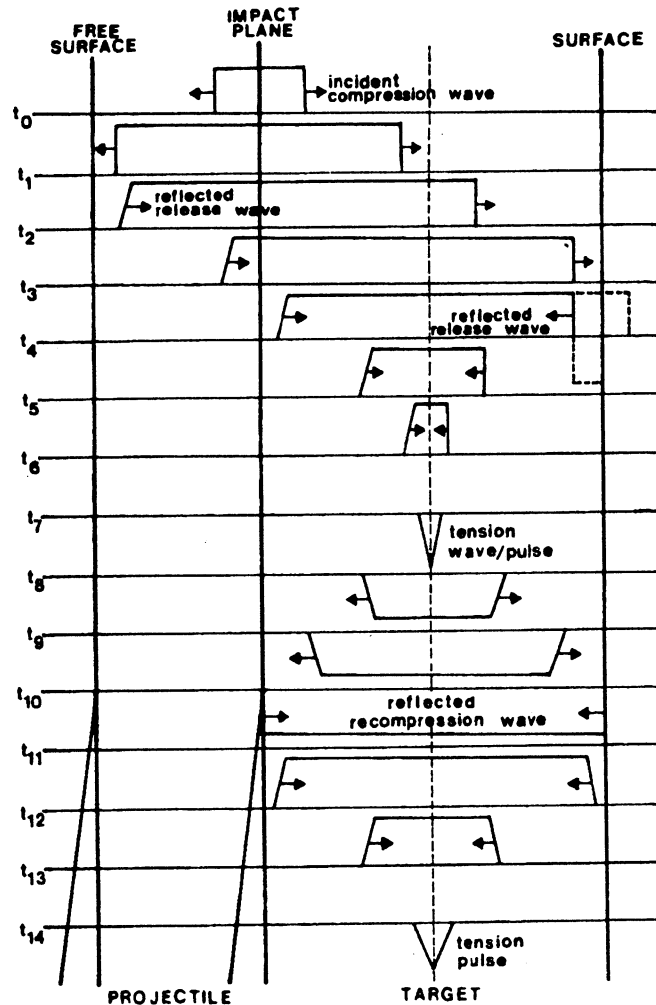 FREE
SURFACE
IMPACT
PLANE
SURFACE
incident
compression wave
t0
t1
reflected
release wave
t2
t3
reflected
release wave
t4
t5
t6
t7
tension
wave/pulse
t8
t9
t10
reflected
recompression wave
t11
t12
t13
t14
tension
pulse
PROJECTILE
TARGET